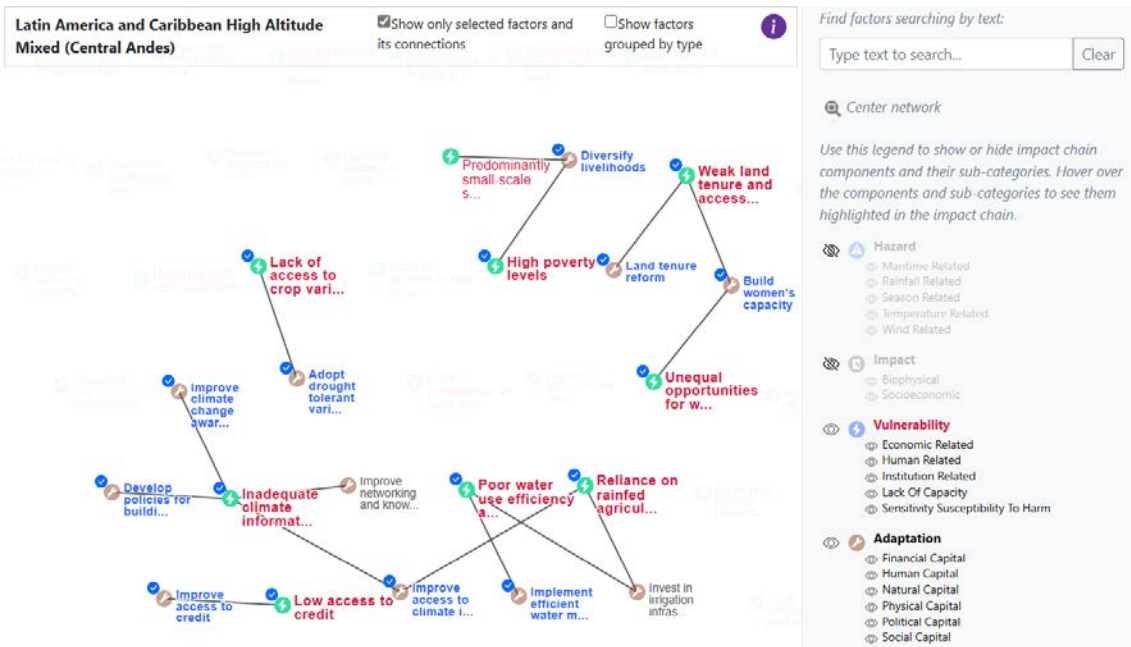 Latin America and Caribbean High Altitude
Mixed (Central Andes)
Show only selected factors and
its connections
Show factors
grouped by type
i
Predominantly
small-scale
s...
Diversify
livelihoods
Weak land
tenure and
access...
Lack of
access to
crop vari...
High poverty
levels
Land tenure
reform
Build
women's
capacity
Adopt
drought
tolerant
vari...
Unequal
opportunities
for w...
Improve
climate
change
awar...
Develop
policies for
buildi...
Inadequate
climate
informat...
Improve
networking
and know...
Poor water
use efficiency
a...
Reliance on
rainfed
agricul...
Improve
access to
credit
Low access to
credit
Improve
access to
climate i...
Implement
efficient
water m...
Invest in
irrigation
infras...
Find factors searching by text:
Type text to search...
Clear
Center network
Use this legend to show or hide impact chain
components and their sub-categories. Hover over
the components and sub-categories to see them
highlighted in the impact chain.
Hazard
Maritime Related
Rainfall Related
Season Related
Temperature Related
Wind Related
Impact
Biophysical
Socioeconomic
Vulnerability
Economic Related
Human Related
Institution Related
Lack Of Capacity
Sensitivity Susceptibility To Harm
Adaptation
Financial Capital
Human Capital
Natural Capital
Physical Capital
Political Capital
Social Capital